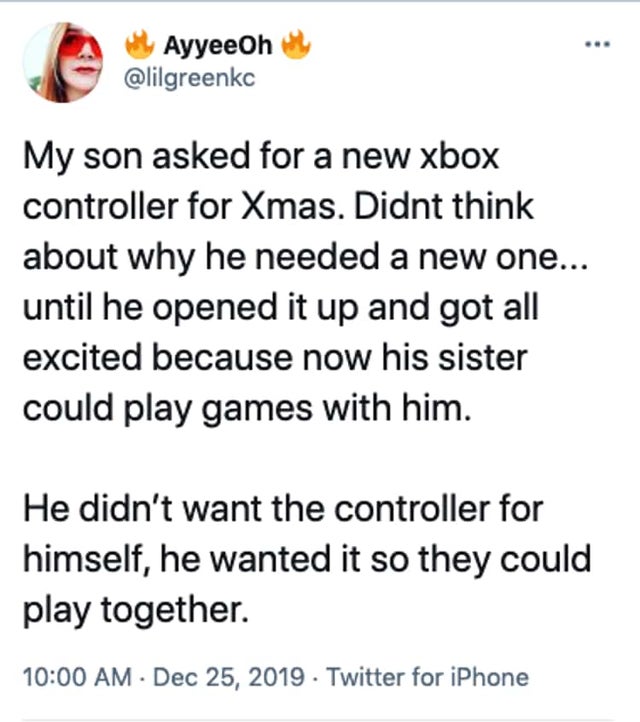 🔥 AyyeeOh 🔥
@lilgreenkc
My son asked for a new xbox
controller for Xmas. Didnt think
about why he needed a new one...
until he opened it up and got all
excited because now his sister
could play games with him.
He didn't want the controller for
himself, he wanted it so they could
play together.
10:00 AM · Dec 25, 2019 · Twitter for iPhone